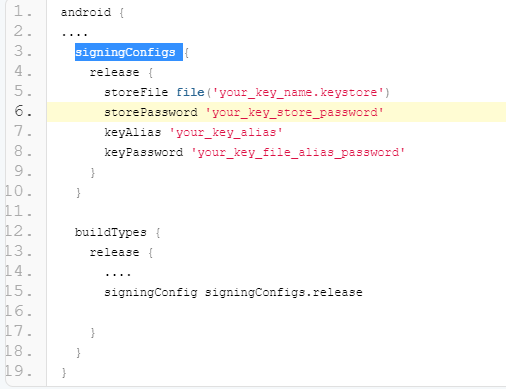 1. android {
2. ....
3. signingConfigs {
4. release {
5. storeFile file('your_key_name.keystore')
6. storePassword 'your_key_store_password'
7. keyAlias 'your_key_alias'
8. keyPassword 'your_key_file_alias_password'
9. }
10. }
11.
12. buildTypes {
13. release {
14. ....
15. signingConfig signingConfigs.release
16.
17. }
18. }
19. }